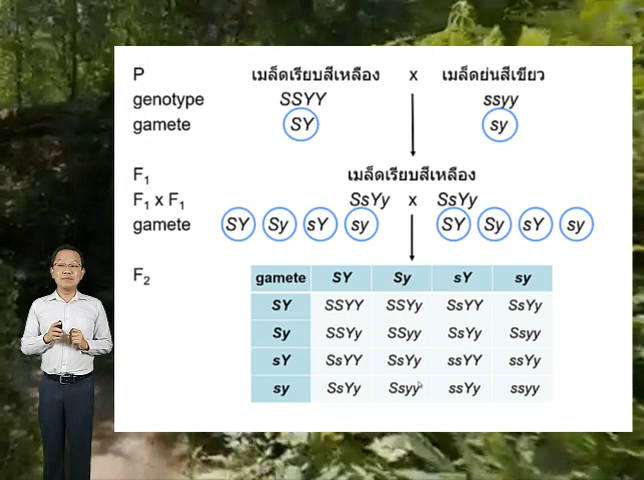 P เมล็ดเรียบสีเหลือง x เมล็ดย่นสีเขียว
genotype SSYY ssyy
gamete SY sy
F₁ เมล็ดเรียบสีเหลือง
F₁ x F₁ SsYy x SsYy
gamete SY Sy sY sy SY Sy sY sy
F₂
gamete SY Sy sY sy
SY SSYY SSYy SsYY SsYy
Sy SSYy SSyy SsYy Ssyy
sY SsYY SsYy ssYY ssYy
sy SsYy Ssyy ssYy ssyy